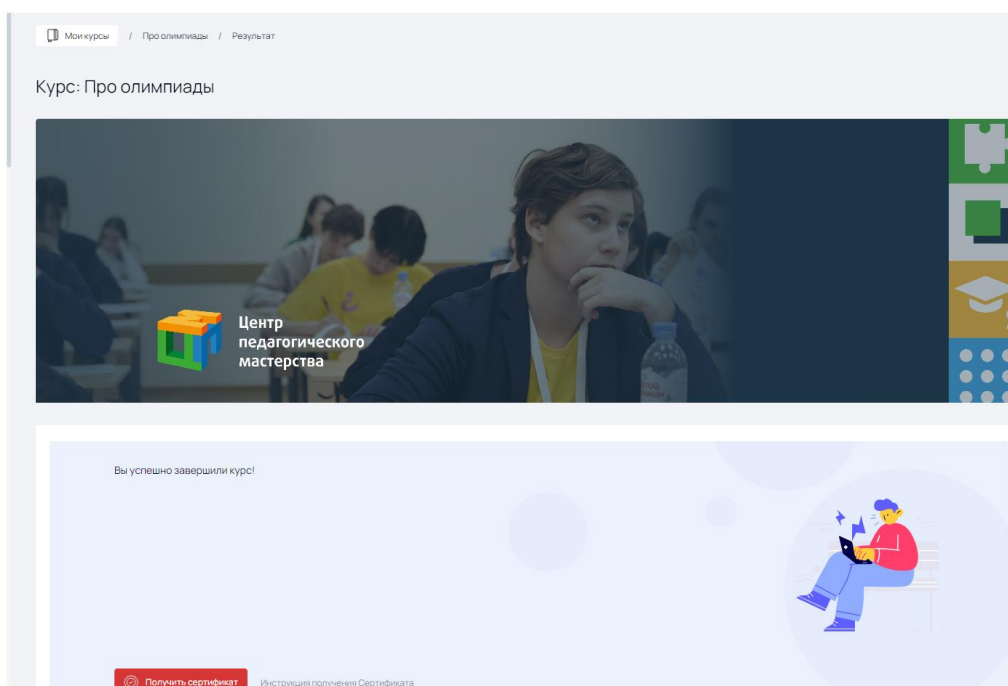 Мои курсы / Про олимпиады / Результат
Курс: Про олимпиады
Центр
педагогического
мастерства
Вы успешно завершили курс!
Получить сертификат Инструкция получения Сертификата